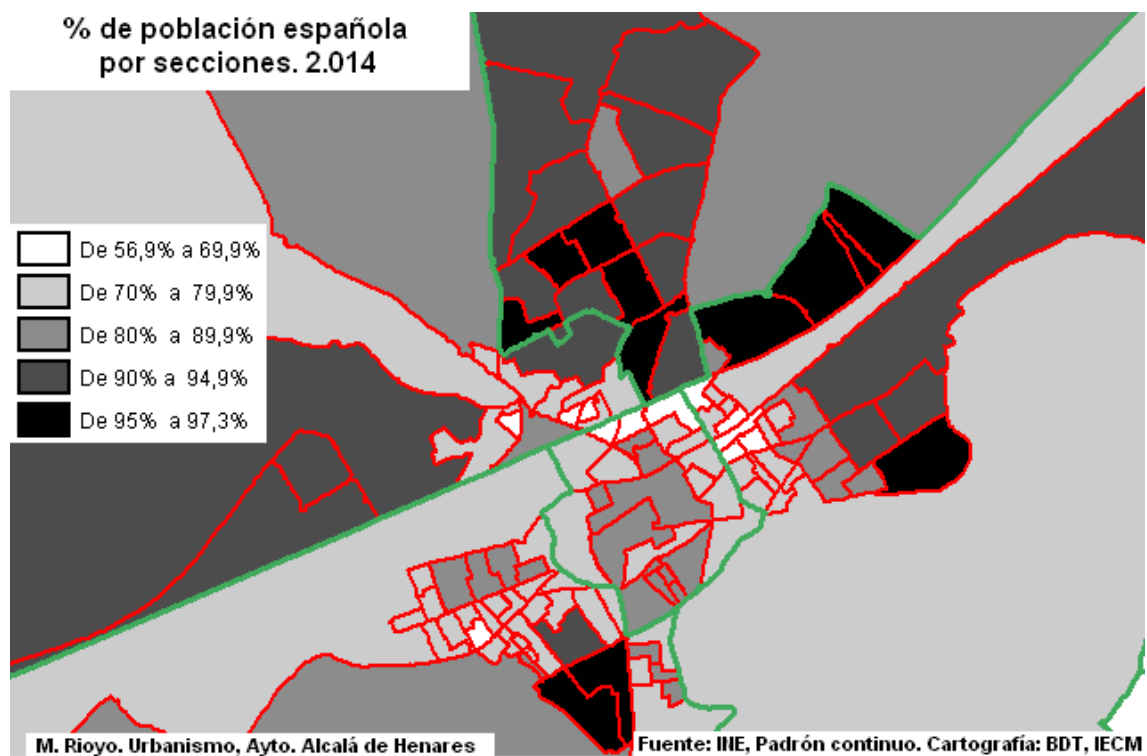 % de población española
por secciones. 2.014
De 56,9% a 69,9%
De 70% a 79,9%
De 80% a 89,9%
De 90% a 94,9%
De 95% a 97,3%
M. Rioyo. Urbanismo, Ayto. Alcalá de Henares
Fuente: INE, Padrón continuo. Cartografía: BDT, IECM